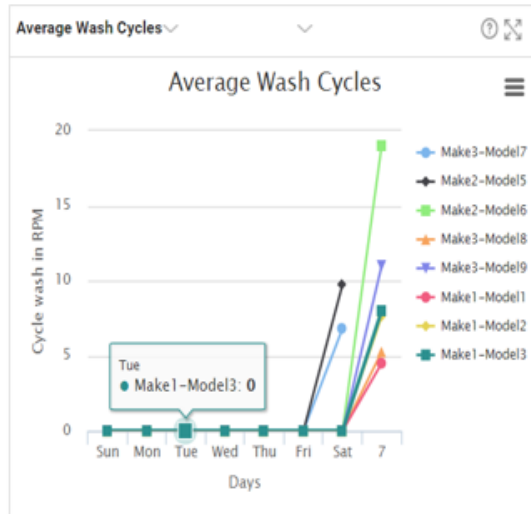 Average Wash Cycles
Average Wash Cycles
20
15
10
5
0
Cycle wash in RPM
Tue
Make1-Model3: 0
Sun Mon Tue Wed Thu Fri Sat 7
Days
Make3-Model7
Make2-Model5
Make2-Model6
Make3-Model8
Make3-Model9
Make1-Model1
Make1-Model2
Make1-Model3